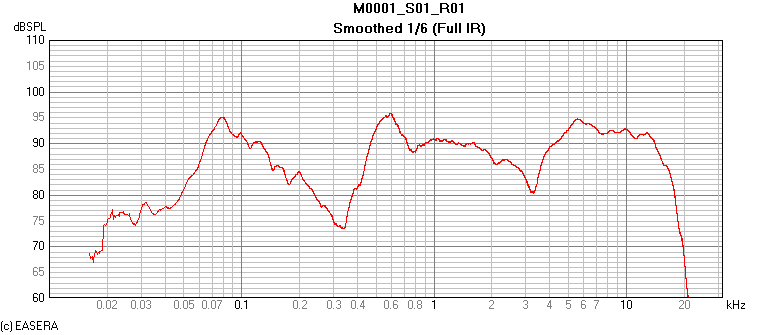 M0001_S01_R01
dBSPL
Smoothed 1/6 (Full IR)
110
105
100
95
90
85
80
75
70
65
60
0.02 0.03 0.04 0.05 0.07 0.1 0.2 0.3 0.4 0.6 0.8 1 2 3 4 5 6 7 10 20 kHz
(c) EASERA